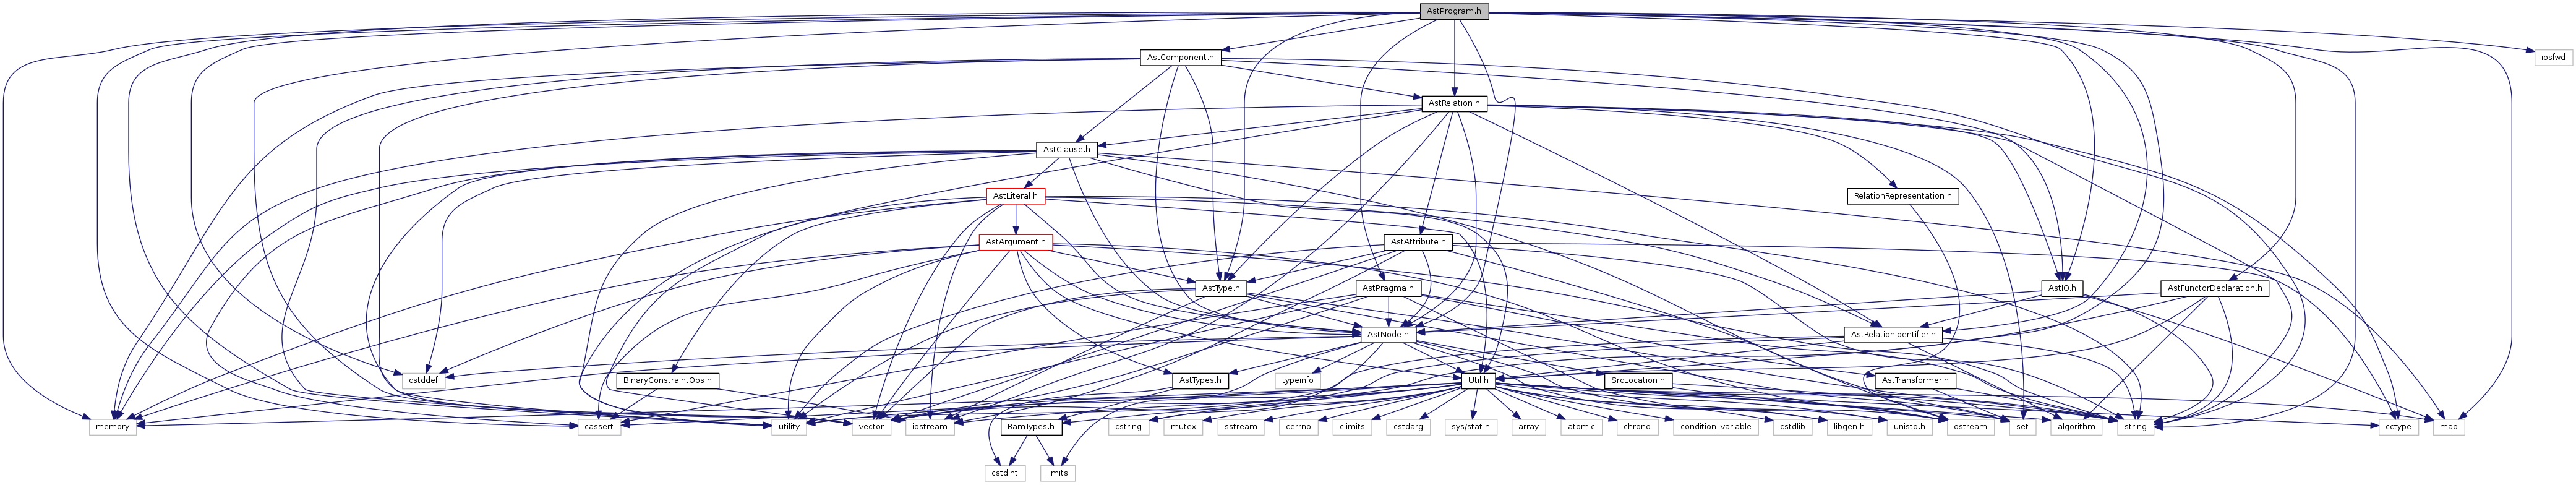 AstProgram.h
AstComponent.h
iosfwd
AstRelation.h
AstClause.h
AstLiteral.h
RelationRepresentation.h
AstArgument.h
AstAttribute.h
AstType.h
AstPragma.h
AstIO.h
AstFunctorDeclaration.h
AstNode.h
AstRelationIdentifier.h
cstddef
BinaryConstraintOps.h
AstTypes.h
typeinfo
Util.h
SrcLocation.h
AstTransformer.h
memory
cassert
utility
vector
iostream
RamTypes.h
cstring
mutex
sstream
cerrno
climits
cstdarg
sys/stat.h
array
atomic
chrono
condition_variable
cstdlib
libgen.h
unistd.h
ostream
set
algorithm
string
cctype
map
cstdint
limits